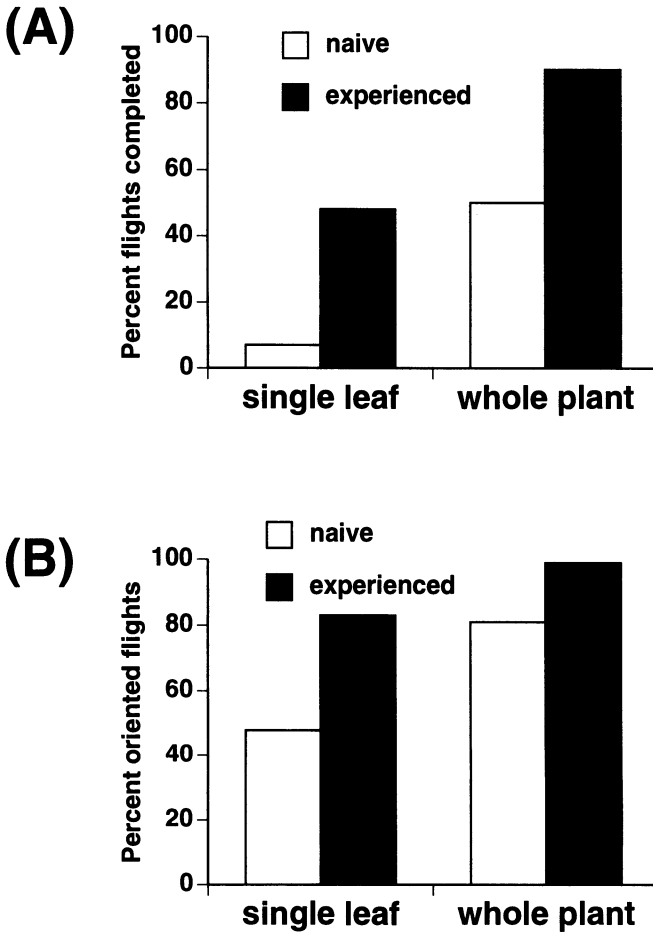 (A)
Percent flights completed
100
80
60
40
20
0
naive
experienced
single leaf
whole plant
(B)
Percent oriented flights
100
80
60
40
20
0
naive
experienced
single leaf
whole plant